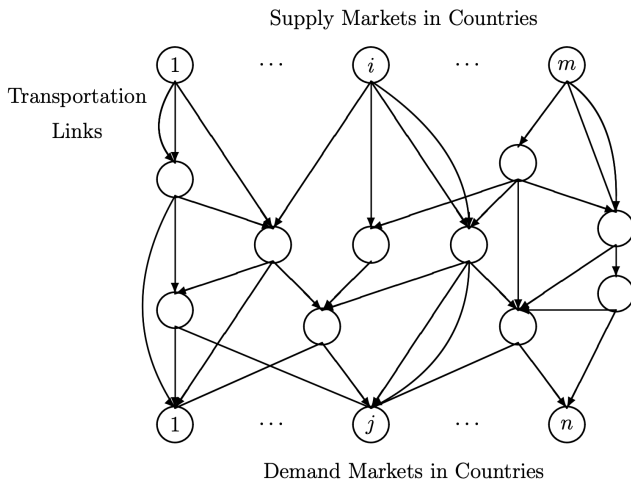 Supply Markets in Countries
1 ··· i ··· m
Transportation
Links
1 ··· j ··· n
Demand Markets in Countries